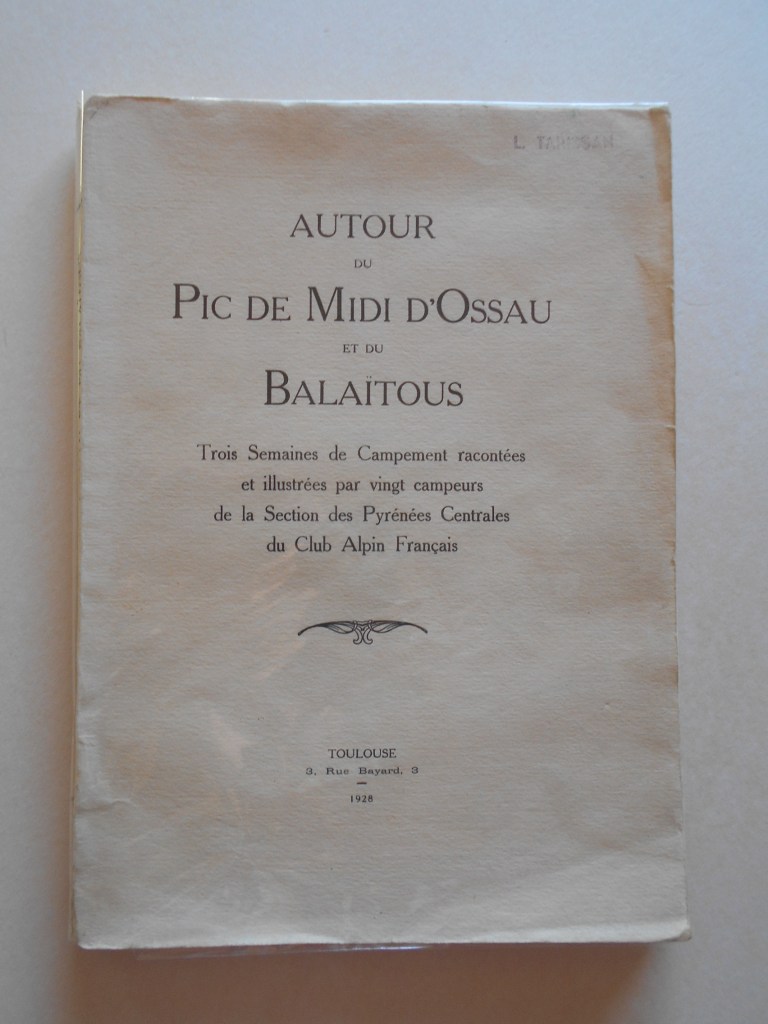 L. TARISSAN
AUTOUR
DU
PIC DE MIDI D'OSSAU
ET DU
BALAÏTOUS
Trois Semaines de Campement racontées
et illustrées par vingt campeurs
de la Section des Pyrénées Centrales
du Club Alpin Français
TOULOUSE
3, Rue Bayard, 3
1928